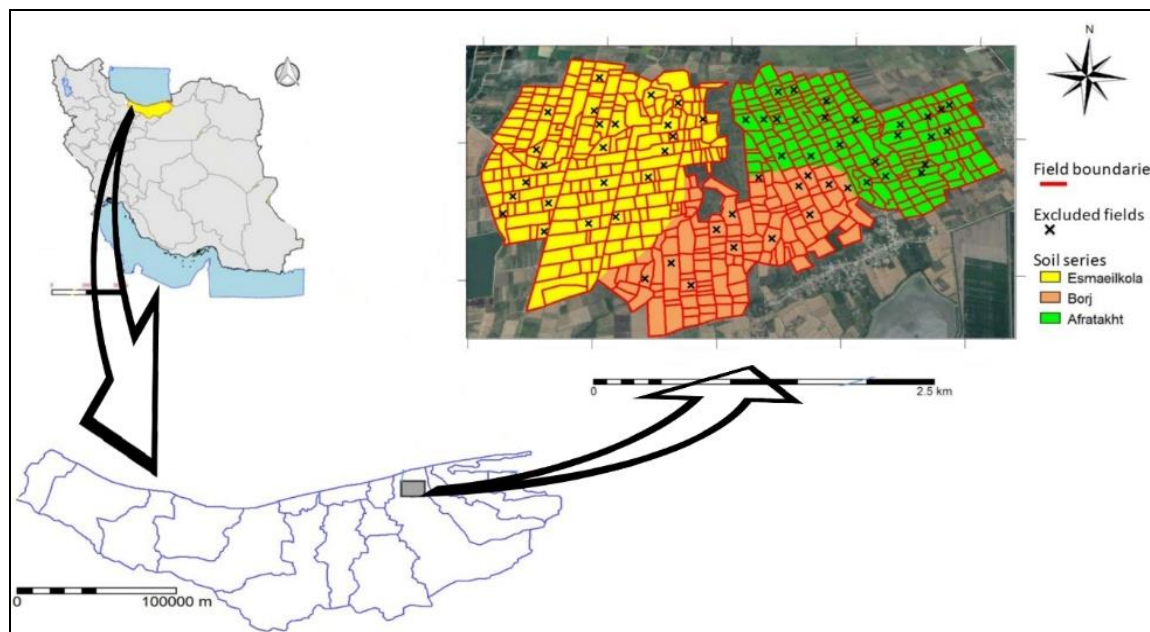 N
Field boundarie
Excluded fields
Soil series
Esmaeilkola
Borj
Afratakht
0
2.5 km
0
100000 m